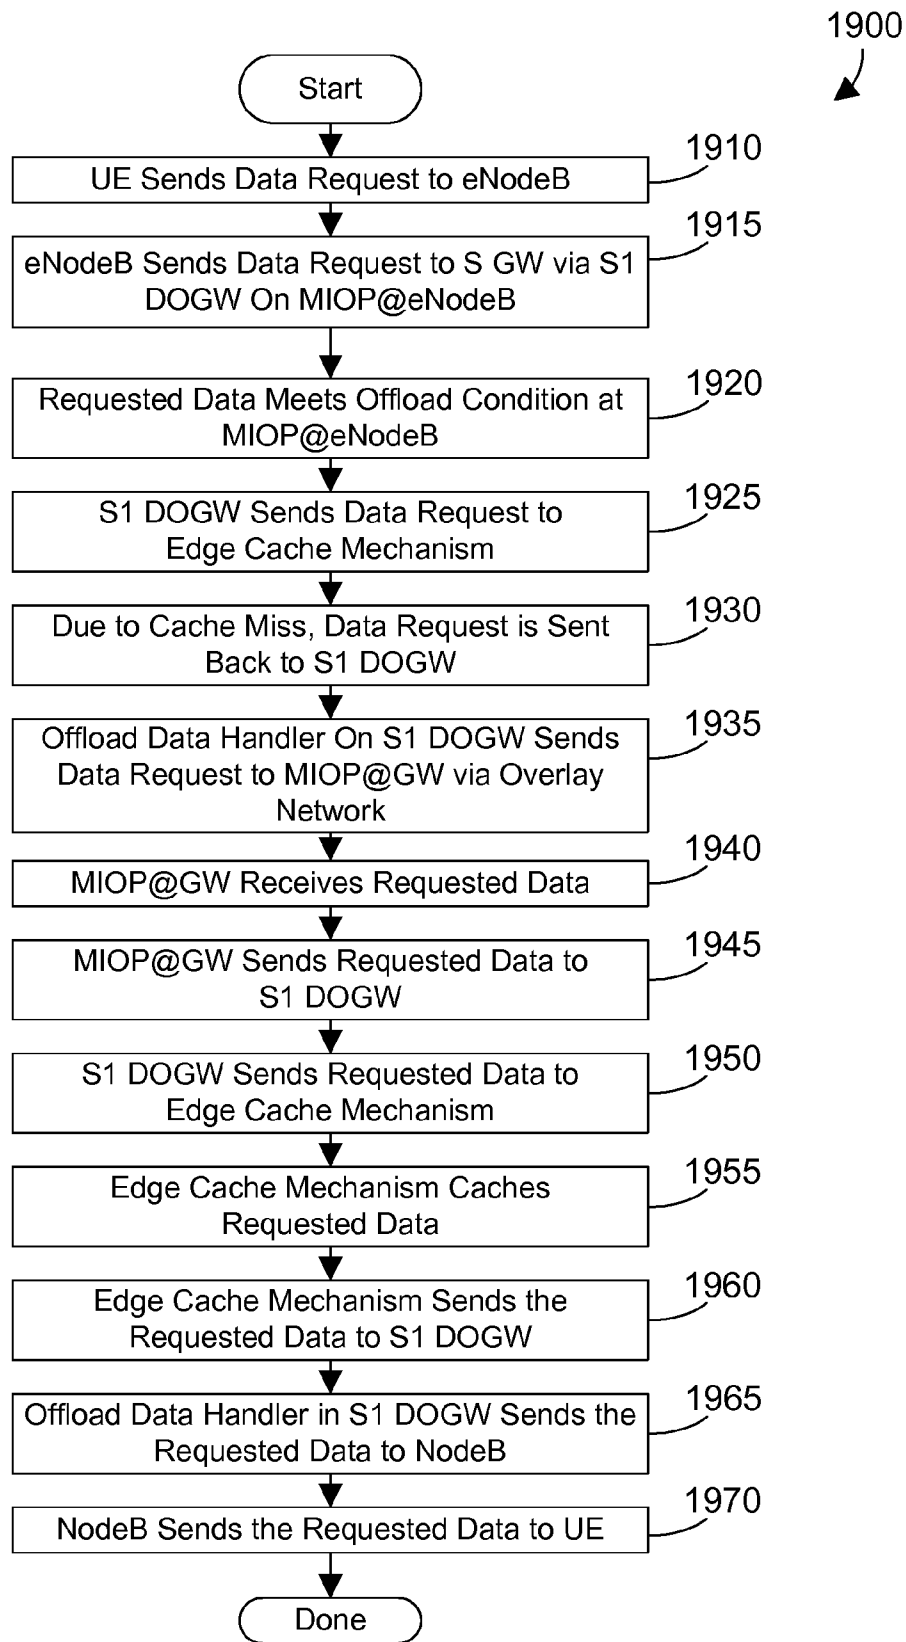 1900
Start
1910
UE Sends Data Request to eNodeB
1915
eNodeB Sends Data Request to S GW via S1
DOGW On MIOP@eNodeB
1920
Requested Data Meets Offload Condition at
MIOP@eNodeB
1925
S1 DOGW Sends Data Request to
Edge Cache Mechanism
1930
Due to Cache Miss, Data Request is Sent
Back to S1 DOGW
1935
Offload Data Handler On S1 DOGW Sends
Data Request to MIOP@GW via Overlay
Network
1940
MIOP@GW Receives Requested Data
1945
MIOP@GW Sends Requested Data to
S1 DOGW
1950
S1 DOGW Sends Requested Data to
Edge Cache Mechanism
1955
Edge Cache Mechanism Caches
Requested Data
1960
Edge Cache Mechanism Sends the
Requested Data to S1 DOGW
1965
Offload Data Handler in S1 DOGW Sends the
Requested Data to NodeB
1970
NodeB Sends the Requested Data to UE
Done